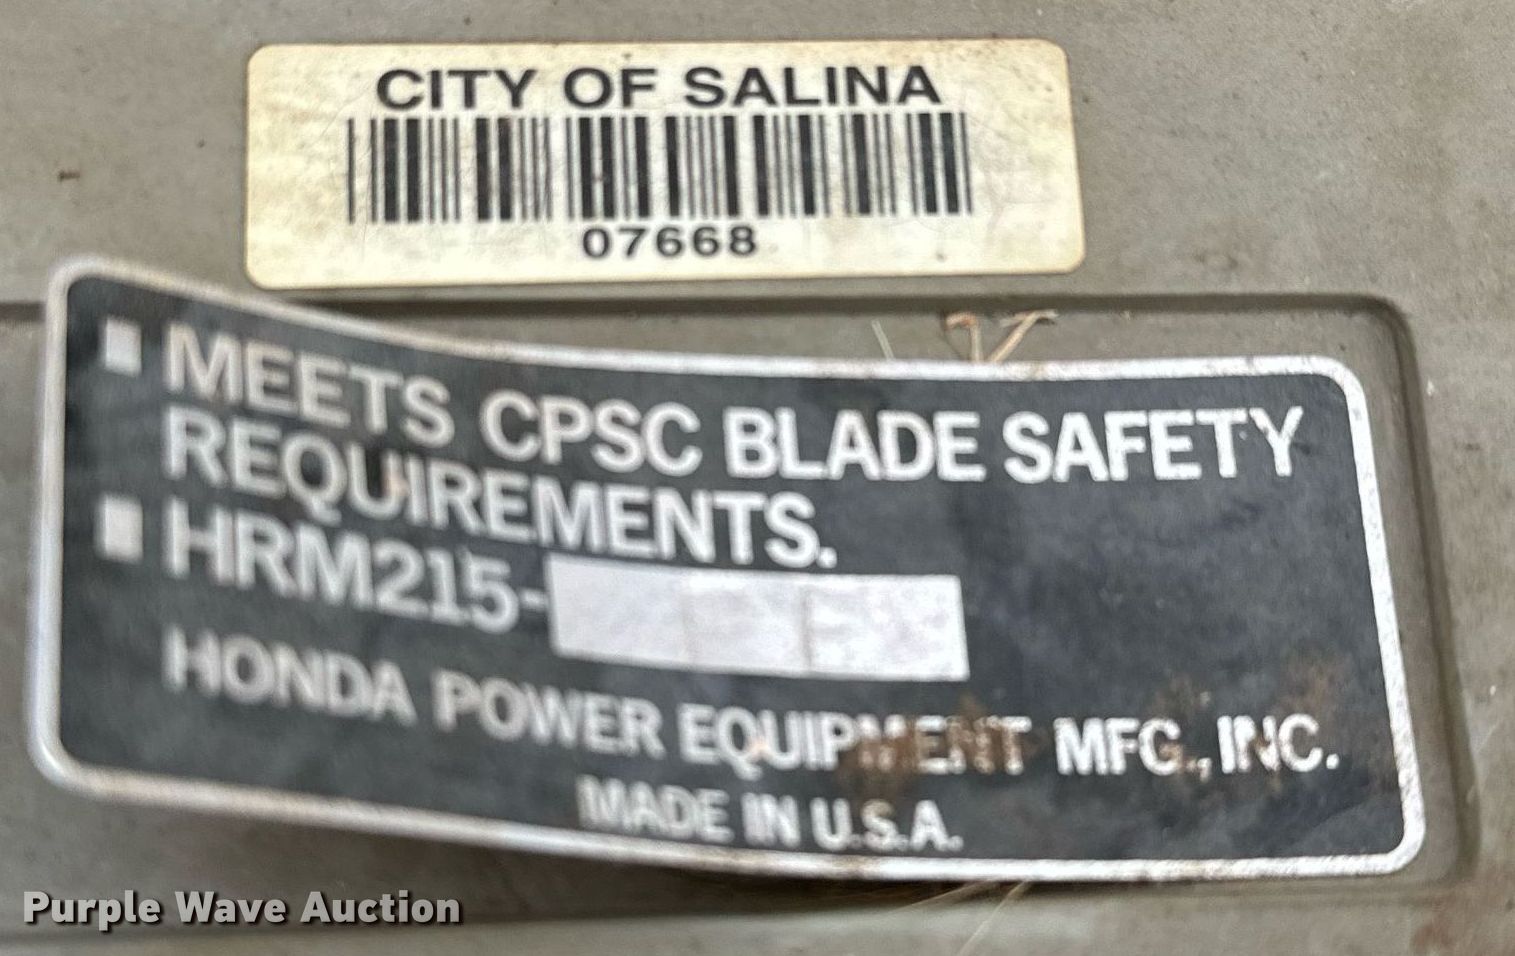 CITY OF SALINA
07668
MEETS CPSC BLADE SAFETY
REQUIREMENTS.
HRM215-
HONDA POWER EQUIPMENT MFG., INC.
MADE IN U.S.A.
Purple Wave Auction